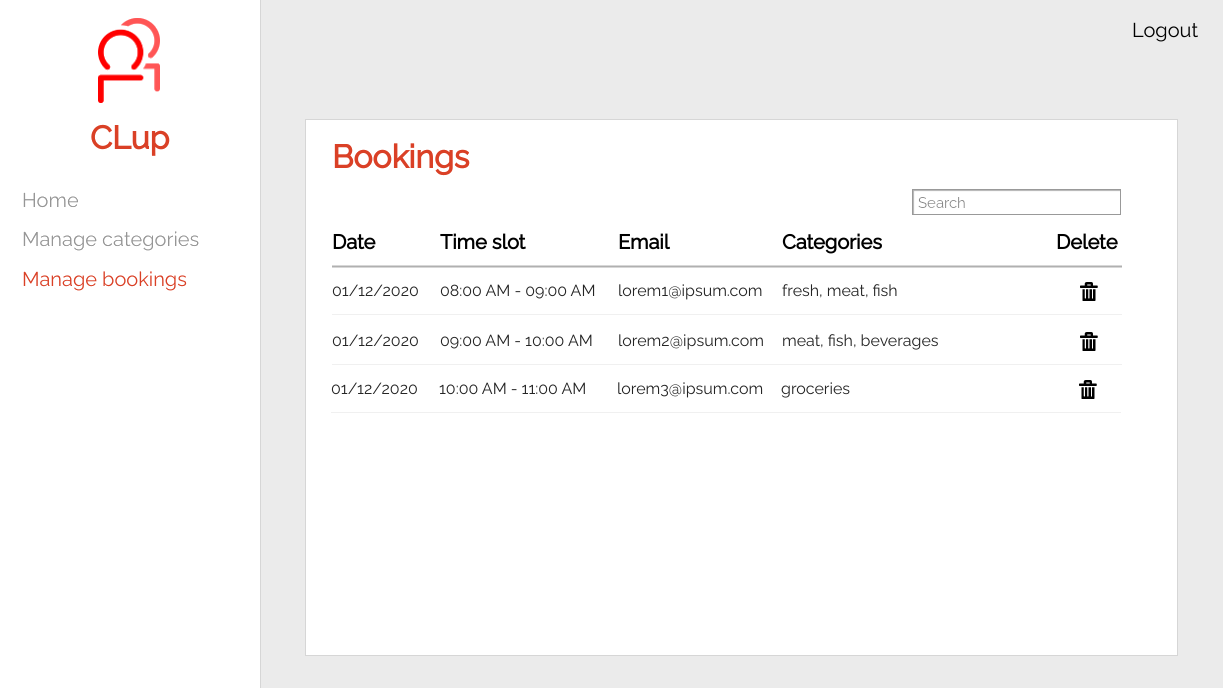 Logout
CLup
Home
Manage categories
Manage bookings
Bookings
Search
Date Time slot Email Categories Delete
01/12/2020 08:00 AM - 09:00 AM lorem1@ipsum.com fresh, meat, fish
01/12/2020 09:00 AM - 10:00 AM lorem2@ipsum.com meat, fish, beverages
01/12/2020 10:00 AM - 11:00 AM lorem3@ipsum.com groceries